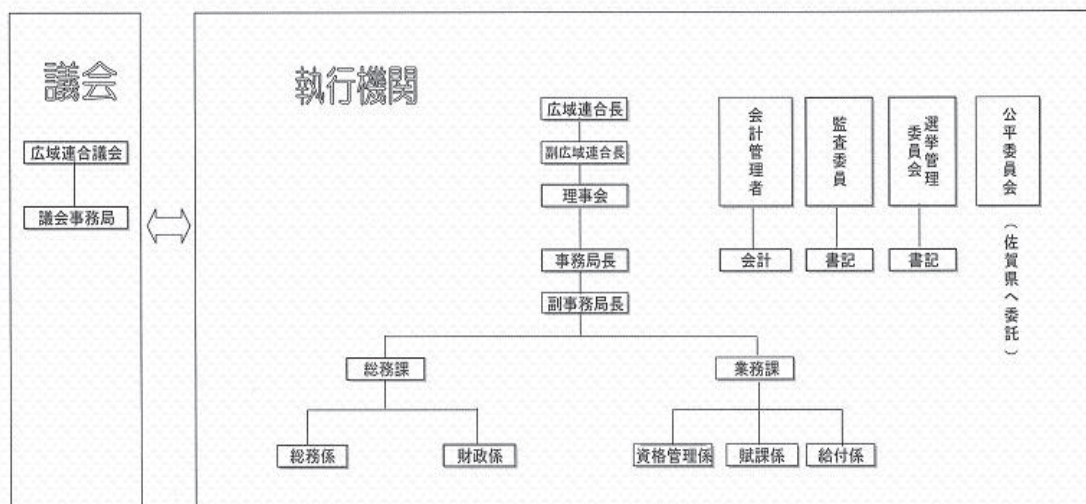 議会
広域連合議会
議会事務局
執行機関
広域連合長
副広域連合長
理事会
事務局長
副事務局長
総務課
総務係
財政係
業務課
資格管理係
賦課係
給付係
会計管理者
会計
監査委員
書記
選挙管理
委員会
書記
公平委員会
（佐賀県へ委託）